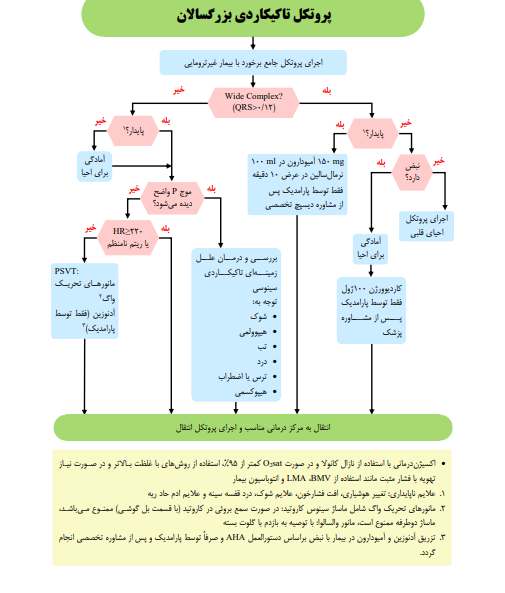 پروتکل تاکیکاردی بزرگسالان
اجرای پروتکل جامع برخورد با بیمار غیرترومایی
Wide Complex?
(QRS>۰/۱۲)
بله
خیر
پایدار؟۱
بله
خیر
۱۵۰ mg آمیودارون در ۱۰۰ ml
نرمال‌سالین در عرض ۱۰ دقیقه
فقط توسط پارامدیک پس
از مشاوره دیسپچ تخصصی
نبض
دارد؟
بله
خیر
اجرای پروتکل
احیای قلبی
آمادگی
برای احیا
کاردیوورژن ۱۰۰ژول
فقط توسط پارامدیک
پس از مشاوره
پزشک
پایدار؟۱
بله
خیر
آمادگی
برای احیا
موج P واضح
دیده می‌شود؟
بله
خیر
بررسی و درمان علل
زمینه‌ای تاکیکاردی
سینوسی
توجه به:
• شوک
• هیپوولمی
• تب
• درد
• ترس یا اضطراب
• هیپوکسمی
HR≥۲۲۰
یا ریتم نامنظم
بله
خیر
PSVT:
مانورهای تحریک
واگ۲
آدنوزین (فقط توسط
پارامدیک)۳
انتقال به مرکز درمانی مناسب و اجرای پروتکل انتقال
• اکسیژن‌درمانی با استفاده از نازال کانولا و در صورت O₂sat کمتر از ۹۵٪، استفاده از روش‌های با غلظت بالاتر و در صورت نیاز
تهویه با فشار مثبت مانند استفاده از BMV، LMA و انتوباسیون بیمار
۱. علایم ناپایداری: تغییر هوشیاری، افت فشارخون، علایم شوک، درد قفسه سینه و علایم ادم حاد ریه
۲. مانورهای تحریک واگ شامل ماساژ سینوس کاروتید: در صورت سمع بروئی در کاروتید (با قسمت بل گوشی) ممنوع می‌باشد،
ماساژ دوطرفه ممنوع است، مانور والسالوا: با توصیه به بازدم با گلوت بسته
۳. تزریق آدنوزین و آمیودارون در بیمار با نبض براساس دستورالعمل AHA و صرفاً توسط پارامدیک و پس از مشاوره تخصصی انجام
گردد.